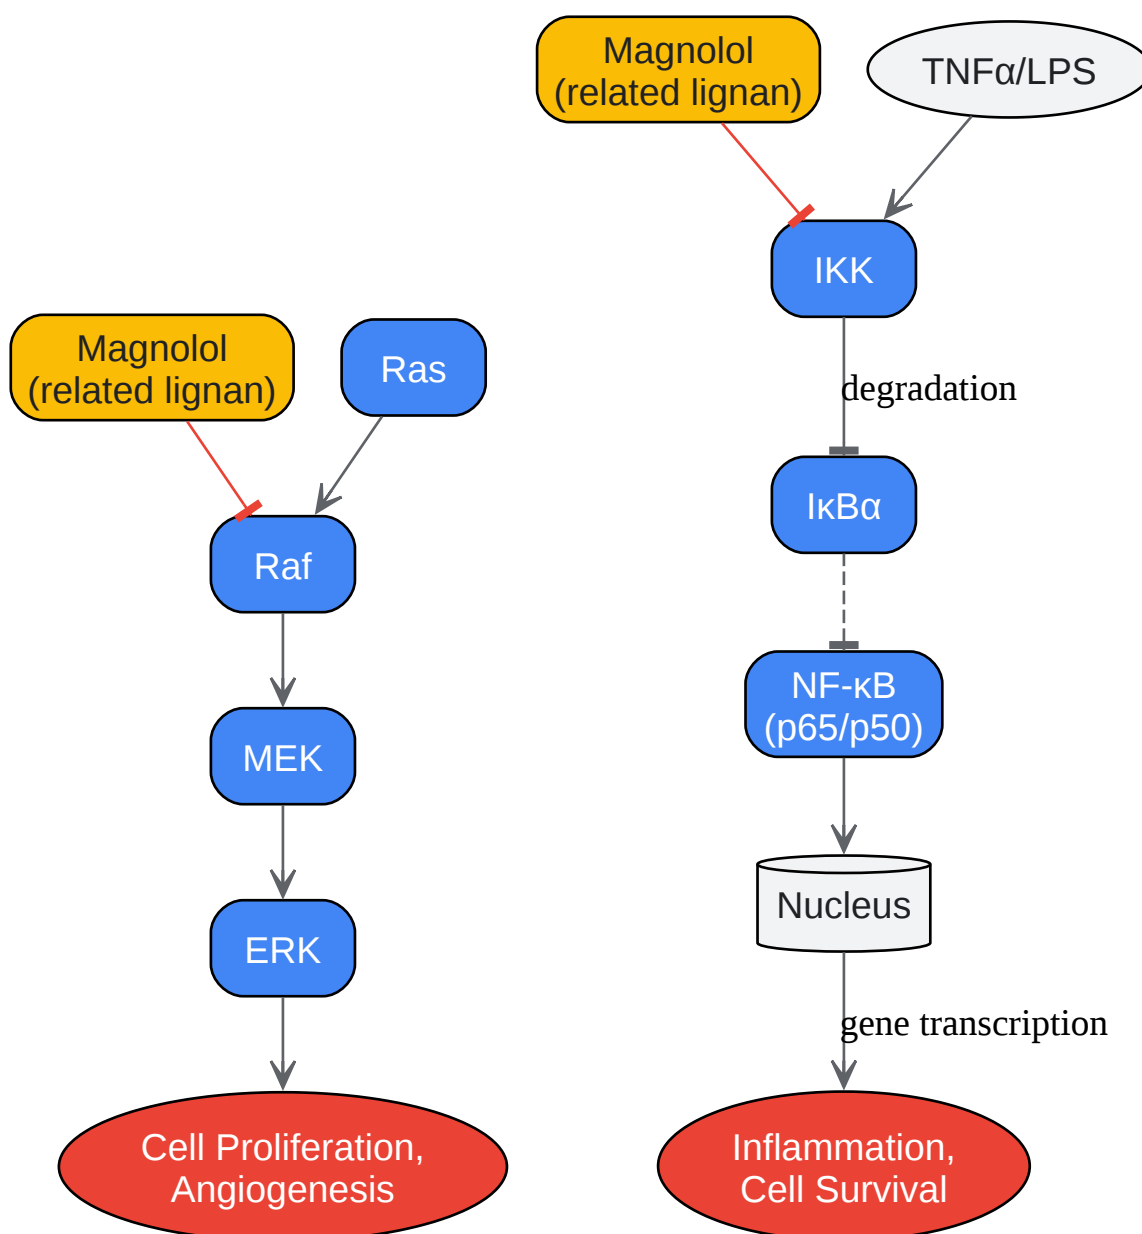 Magnolol
(related lignan)
TNFα/LPS
IKK
degradation
IκBα
NF-κB
(p65/p50)
Nucleus
gene transcription
Inflammation,
Cell Survival
Magnolol
(related lignan)
Ras
Raf
MEK
ERK
Cell Proliferation,
Angiogenesis